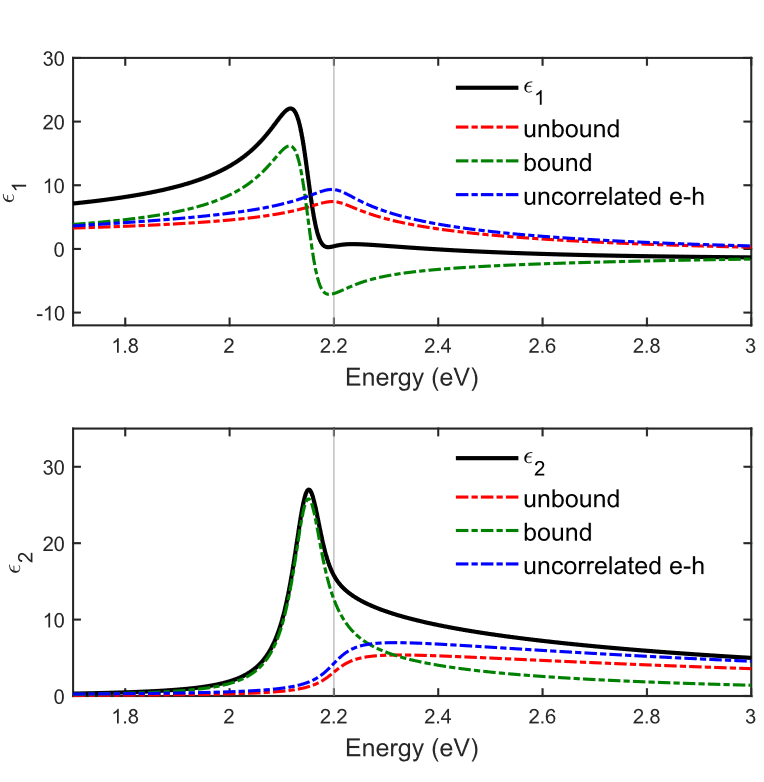 30
20
10
0
-10
ϵ1
1.8 2 2.2 2.4 2.6 2.8 3
Energy (eV)
ϵ1
unbound
bound
uncorrelated e-h
30
20
10
0
ϵ2
1.8 2 2.2 2.4 2.6 2.8 3
Energy (eV)
ϵ2
unbound
bound
uncorrelated e-h